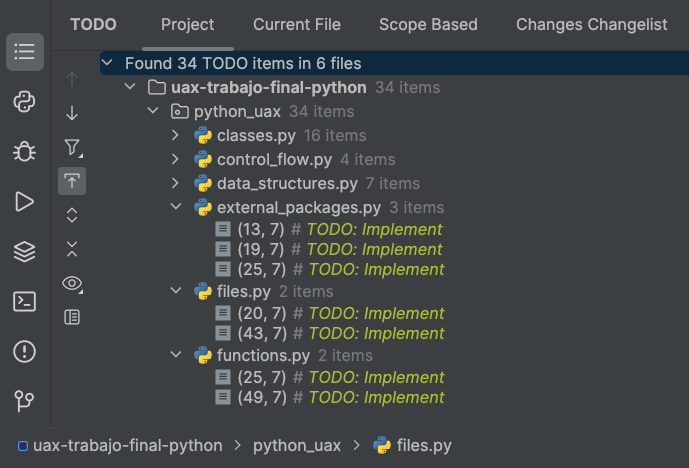 TODO Project Current File Scope Based Changes Changelist
Found 34 TODO items in 6 files
uax-trabajo-final-python 34 items
python_uax 34 items
classes.py 16 items
control_flow.py 4 items
data_structures.py 7 items
external_packages.py 3 items
(13, 7) # TODO: Implement
(19, 7) # TODO: Implement
(25, 7) # TODO: Implement
files.py 2 items
(20, 7) # TODO: Implement
(43, 7) # TODO: Implement
functions.py 2 items
(25, 7) # TODO: Implement
(49, 7) # TODO: Implement
uax-trabajo-final-python > python_uax > files.py